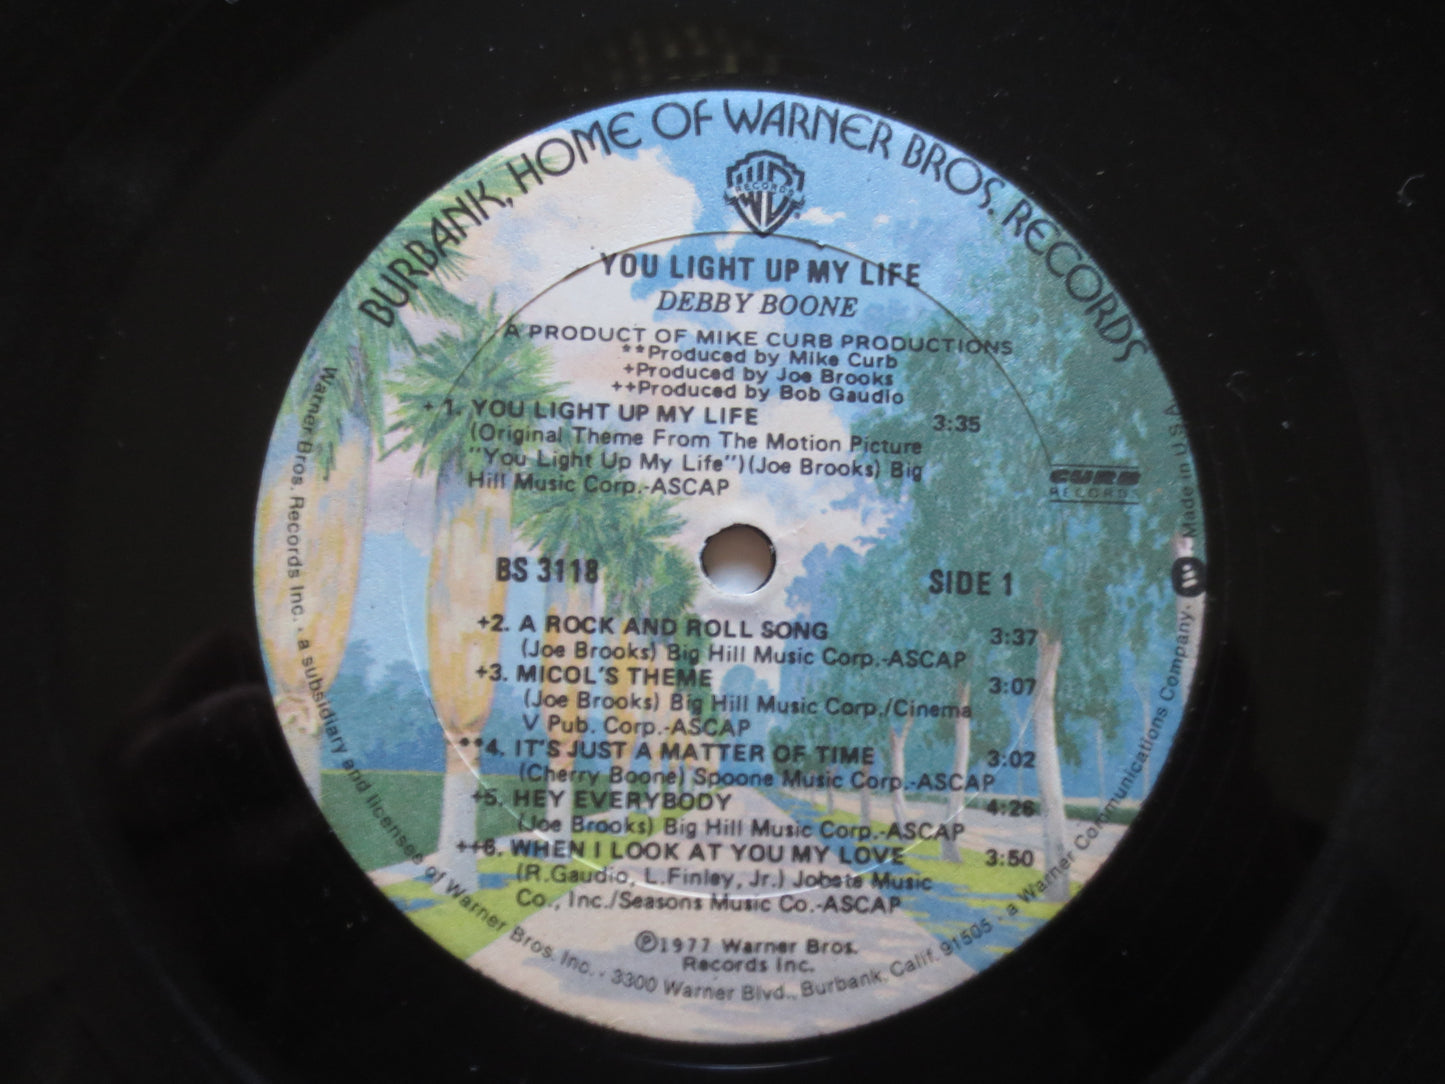 BURBANK, HOME OF WARNER BROS. RECORDS
WB
RECORDS
YOU LIGHT UP MY LIFE
DEBBY BOONE
A PRODUCT OF MIKE CURB PRODUCTIONS
**Produced by Mike Curb
+Produced by Joe Brooks
++Produced by Bob Gaudio
+1. YOU LIGHT UP MY LIFE 3:35
(Original Theme From The Motion Picture
"You Light Up My Life")(Joe Brooks) Big
Hill Music Corp.-ASCAP
CURB
RECORDS
BS 3118 SIDE 1
+2. A ROCK AND ROLL SONG 3:37
(Joe Brooks) Big Hill Music Corp.-ASCAP
+3. MICOL'S THEME 3:07
(Joe Brooks) Big Hill Music Corp./Cinema
V Pub. Corp.-ASCAP
**4. IT'S JUST A MATTER OF TIME 3:02
(Cherry Boone) Spoone Music Corp.-ASCAP
+5. HEY EVERYBODY 4:26
(Joe Brooks) Big Hill Music Corp.-ASCAP
++6. WHEN I LOOK AT YOU MY LOVE 3:50
(R.Gaudio, L.Finley, Jr.) Jobete Music
Co., Inc./Seasons Music Co.-ASCAP
℗1977 Warner Bros.
Records Inc.
Warner Bros. Records Inc. • a subsidiary and licensee of Warner Bros. Inc. • 3300 Warner Blvd., Burbank, Calif. 91505 • a Warner Communications Company • W • Made in U.S.A.